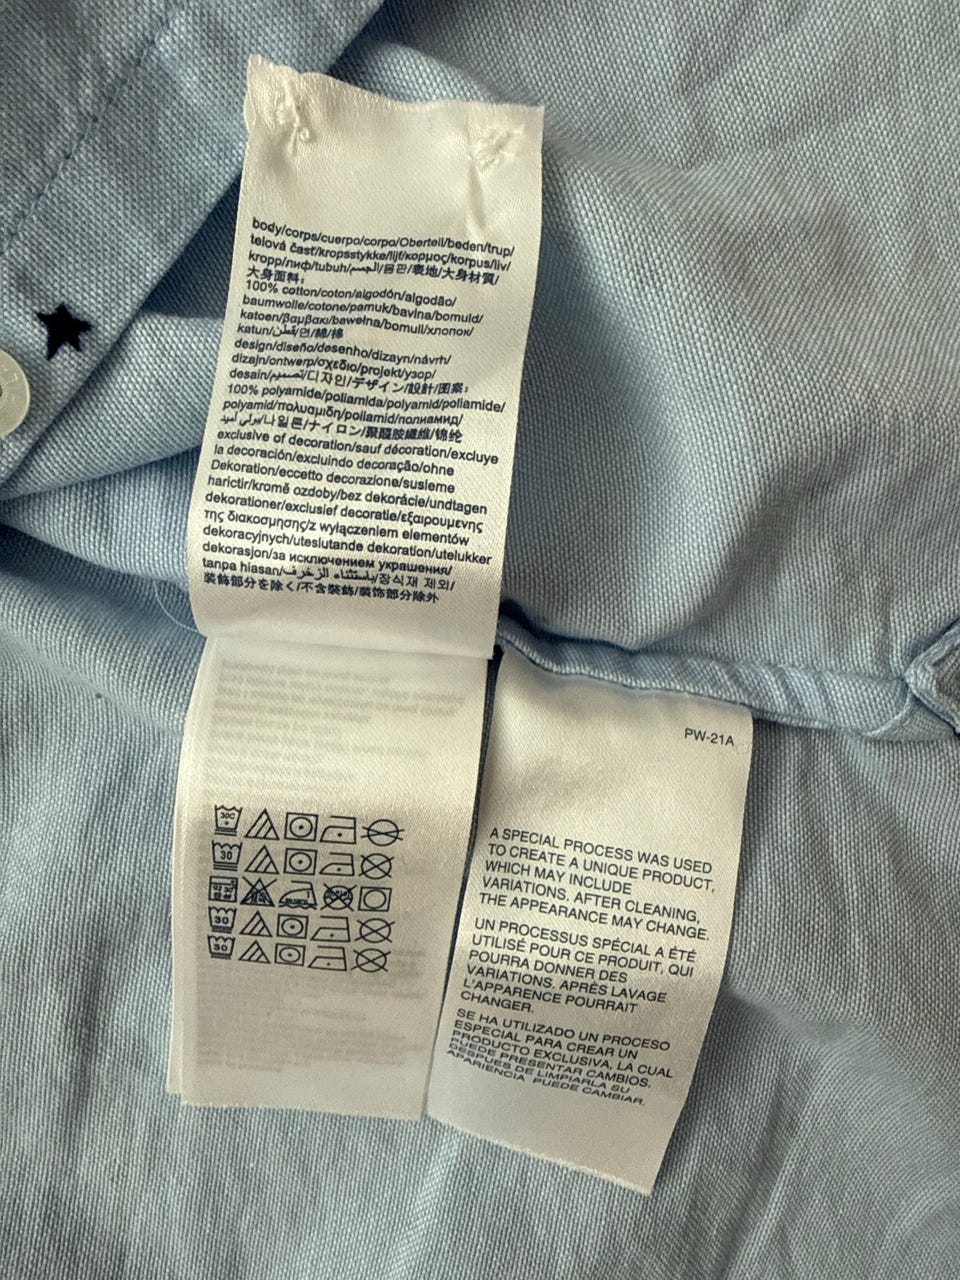 body/corps/cuerpo/corpo/Oberteil/beden/trup/
telová časť/kropsstykke/lijf/κορμος/korpus/liv/
kropp/лиф/tubuh/الجسم/몸판/表地/大身材質/
大身面料:
100% cotton/coton/algodón/algodão/
baumwolle/cotone/pamuk/bavlna/bomuld/
katoen/βαμβακι/bawełna/bomull/хлопок/
katun/قطن/면/綿/棉
design/diseño/desenho/dizayn/návrh/
dizajn/ontwerp/σχεδιο/projekt/узор/
desain/تصميم/디자인/デザイン/設計/图案:
100% polyamide/poliamida/polyamid/poliamide/
polyamid/πολυαμιδη/poliamid/полиамид/
بولي أميد/나일론/ナイロン/聚醯胺纖維/锦纶
exclusive of decoration/sauf décoration/excluye
la decoración/excluindo decoração/ohne
Dekoration/eccetto decorazione/susleme
harictir/kromě ozdoby/bez dekorácie/undtagen
dekorationer/exclusief decoratie/εξαιρουμενης
της διακοσμησης/z wyłączeniem elementów
dekoracyjnych/uteslutande dekoration/utelukker
dekorasjon/за исключением украшения/
tanpa hiasan/باستثناء الزخرف/장식재 제외/
装飾部分を除く/不含裝飾/装饰部分除外
30C
30
30
30
PW-21A
A SPECIAL PROCESS WAS USED
TO CREATE A UNIQUE PRODUCT,
WHICH MAY INCLUDE
VARIATIONS. AFTER CLEANING,
THE APPEARANCE MAY CHANGE.
UN PROCESSUS SPÉCIAL A ÉTÉ
UTILISÉ POUR CE PRODUIT, QUI
POURRA DONNER DES
VARIATIONS. APRÈS LAVAGE
L'APPARENCE POURRAIT
CHANGER.
SE HA UTILIZADO UN PROCESO
ESPECIAL PARA CREAR UN
PRODUCTO EXCLUSIVA, LA CUAL
PUEDE PRESENTAR CAMBIOS.
DESPUES DE LIMPIARLA SU
APARIENCIA PUEDE CAMBIAR.